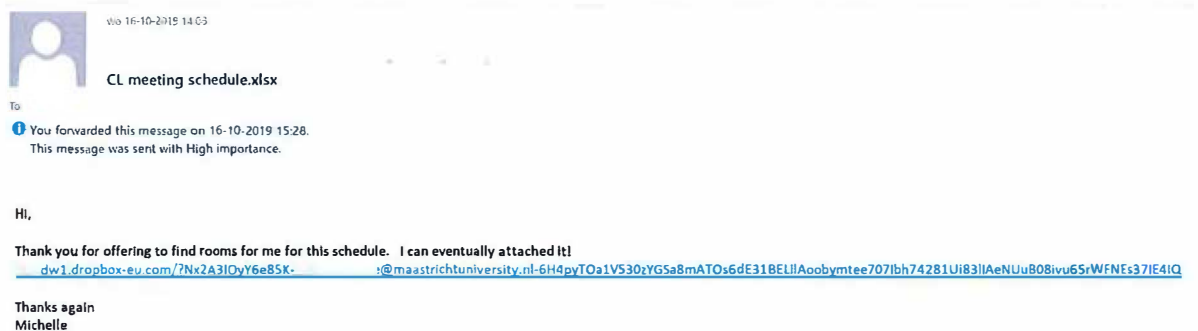 wo 16-10-2019 14:03
CL meeting schedule.xlsx
To
You forwarded this message on 16-10-2019 15:28.
This message was sent with High importance.
Hi,
Thank you for offering to find rooms for me for this schedule. I can eventually attached it!
dw1.dropbox-eu.com/?Nx2A3IOyY6e85K- @maastrichtuniversity.nl-6H4pyTOa1V530zYGSa8mATOs6dE31BELIlAoobymtee707Ibh74281Ui83lIAeNUuB08ivu6SrWFNEs37IE4IQ
Thanks again
Michelle